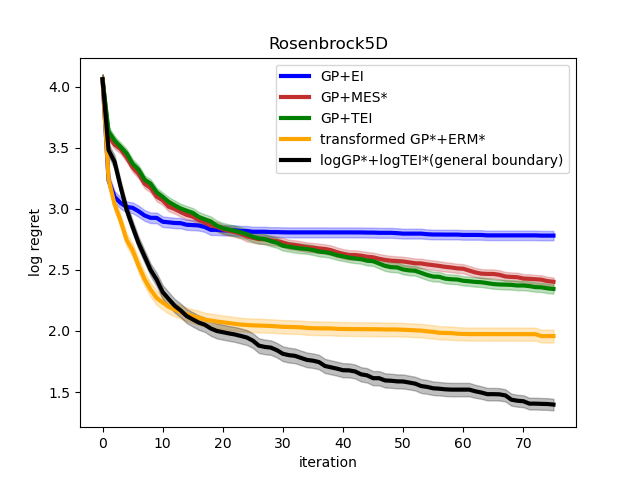 Rosenbrock5D
GP+EI
GP+MES*
GP+TEI
transformed GP*+ERM*
logGP*+logTEI*(general boundary)
log regret
4.0
3.5
3.0
2.5
2.0
1.5
0 10 20 30 40 50 60 70
iteration